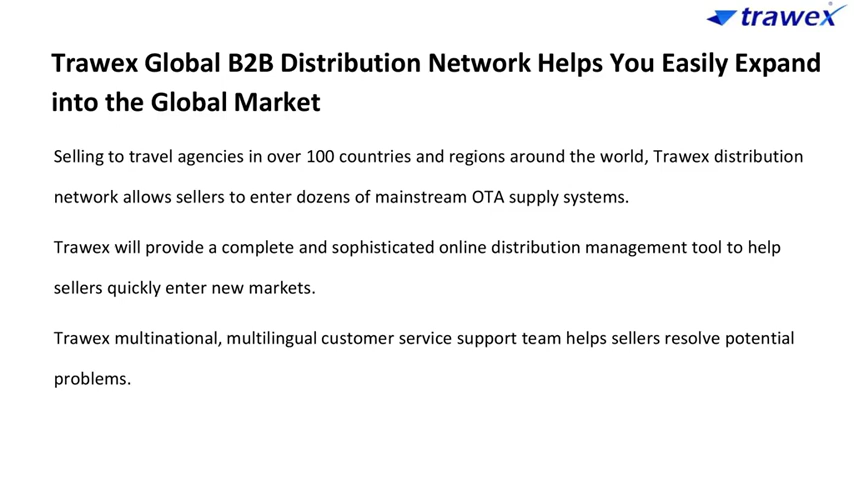 trawex®
Trawex Global B2B Distribution Network Helps You Easily Expand
into the Global Market
Selling to travel agencies in over 100 countries and regions around the world, Trawex distribution
network allows sellers to enter dozens of mainstream OTA supply systems.
Trawex will provide a complete and sophisticated online distribution management tool to help
sellers quickly enter new markets.
Trawex multinational, multilingual customer service support team helps sellers resolve potential
problems.